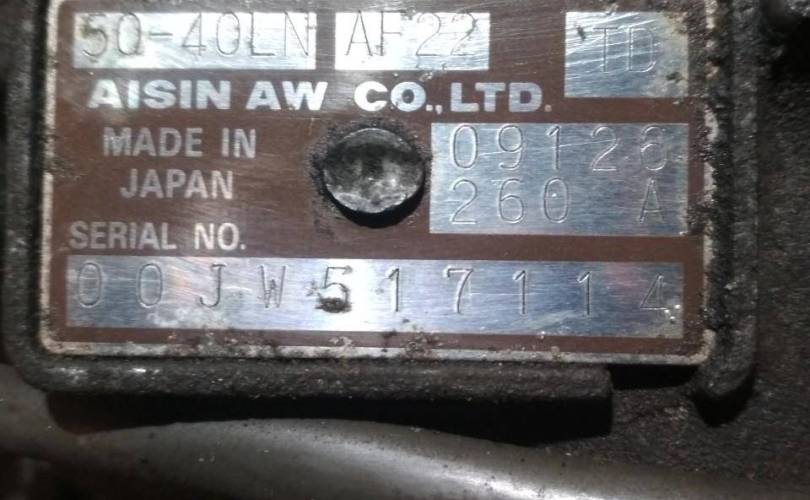 50-40LN AF22 TD
AISIN AW CO.,LTD.
MADE IN
JAPAN
09126
260 A
SERIAL NO.
00JW517114